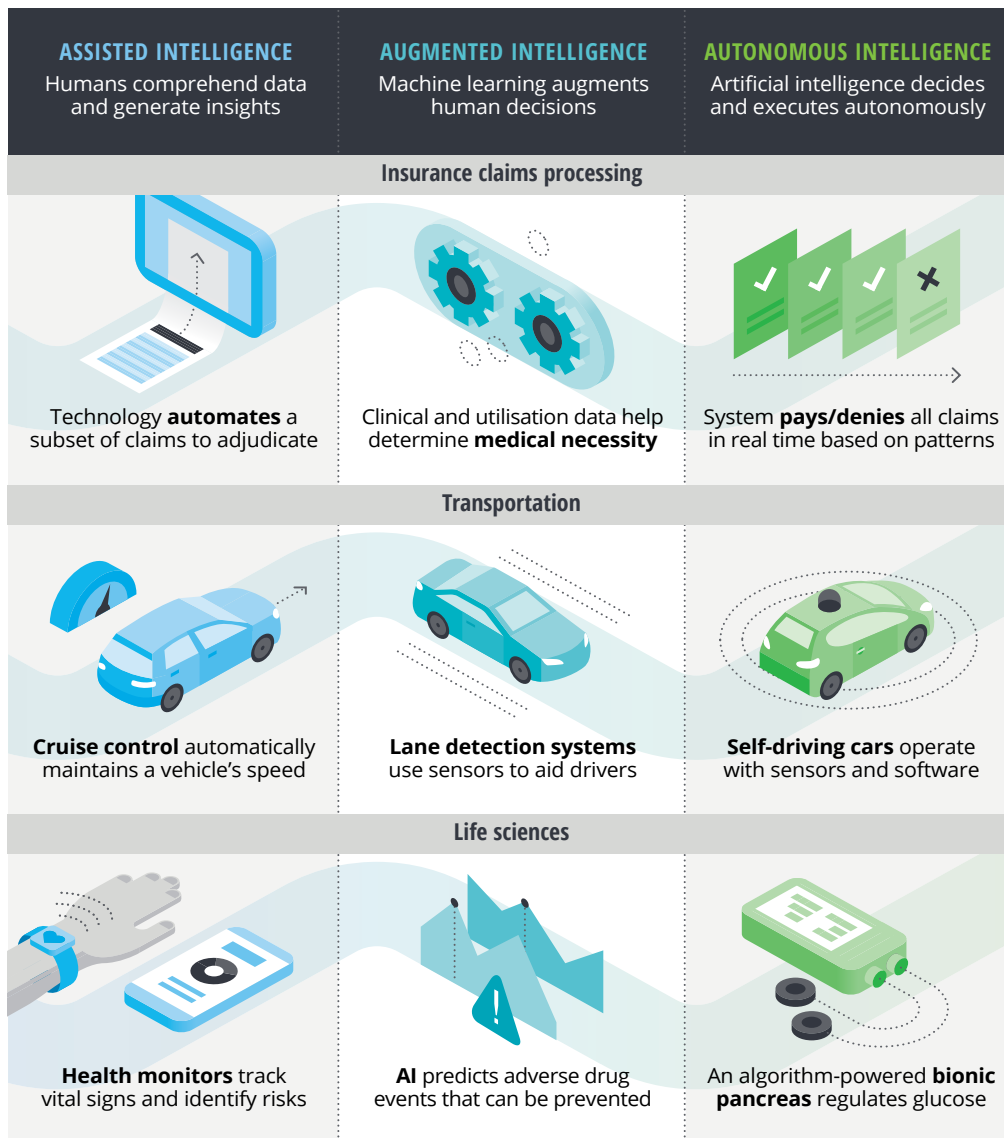 ASSISTED INTELLIGENCE
Humans comprehend data
and generate insights
AUGMENTED INTELLIGENCE
Machine learning augments
human decisions
AUTONOMOUS INTELLIGENCE
Artificial intelligence decides
and executes autonomously
Insurance claims processing
Technology automates a
subset of claims to adjudicate
Clinical and utilisation data help
determine medical necessity
System pays/denies all claims
in real time based on patterns
Transportation
Cruise control automatically
maintains a vehicle’s speed
Lane detection systems
use sensors to aid drivers
Self-driving cars operate
with sensors and software
Life sciences
Health monitors track
vital signs and identify risks
AI predicts adverse drug
events that can be prevented
An algorithm-powered bionic
pancreas regulates glucose